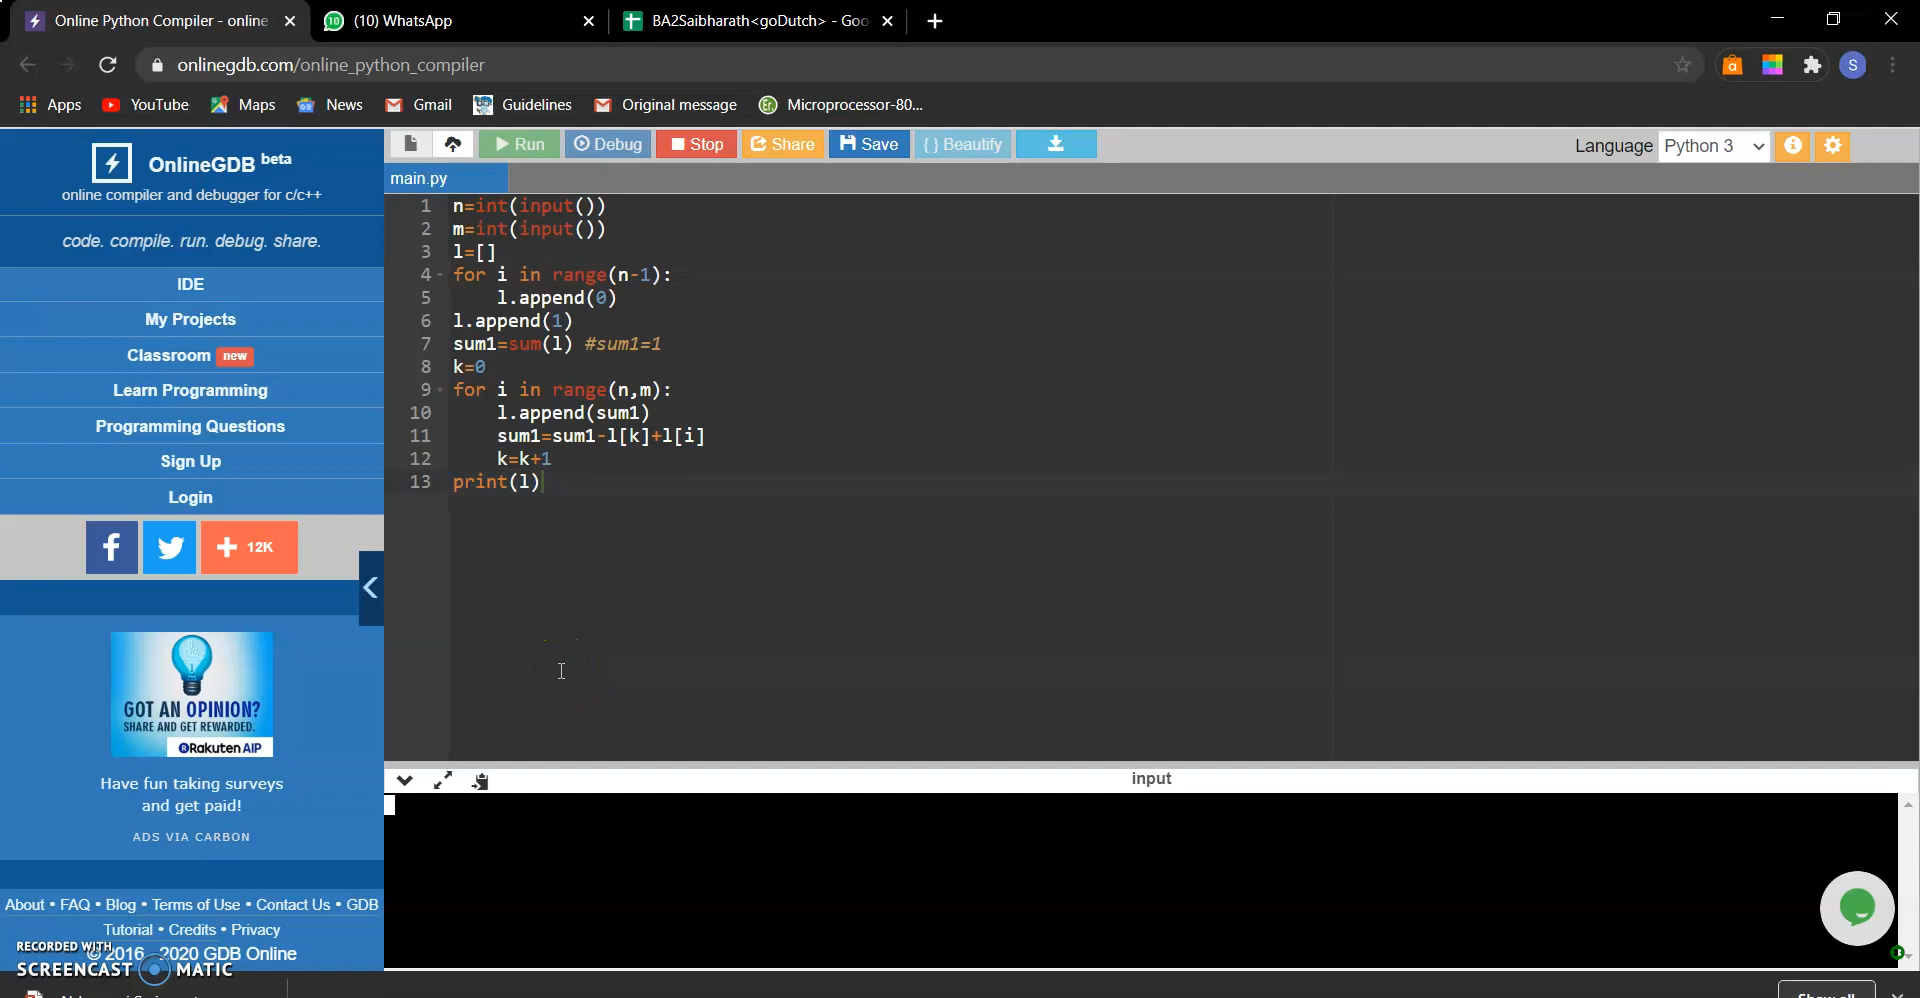 Online Python Compiler - online
(10) WhatsApp
BA2Saibharath<goDutch> - Goo
onlinegdb.com/online_python_compiler
S
Apps YouTube Maps News Gmail Guidelines Original message Microprocessor-80...
OnlineGDB beta
online compiler and debugger for c/c++
code. compile. run. debug. share.
IDE
My Projects
Classroom new
Learn Programming
Programming Questions
Sign Up
Login
12K
GOT AN OPINION?
SHARE AND GET REWARDED.
Rakuten AIP
Have fun taking surveys
and get paid!
ADS VIA CARBON
About • FAQ • Blog • Terms of Use • Contact Us • GDB
Tutorial • Credits • Privacy
© 2016 - 2020 GDB Online
RECORDED WITH
SCREENCAST MATIC
Run Debug Stop Share Save {} Beautify
Language Python 3
main.py
1 n=int(input())
2 m=int(input())
3 l=[]
4 for i in range(n-1):
5 l.append(0)
6 l.append(1)
7 sum1=sum(l) #sum1=1
8 k=0
9 for i in range(n,m):
10 l.append(sum1)
11 sum1=sum1-l[k]+l[i]
12 k=k+1
13 print(l)
input
Show all